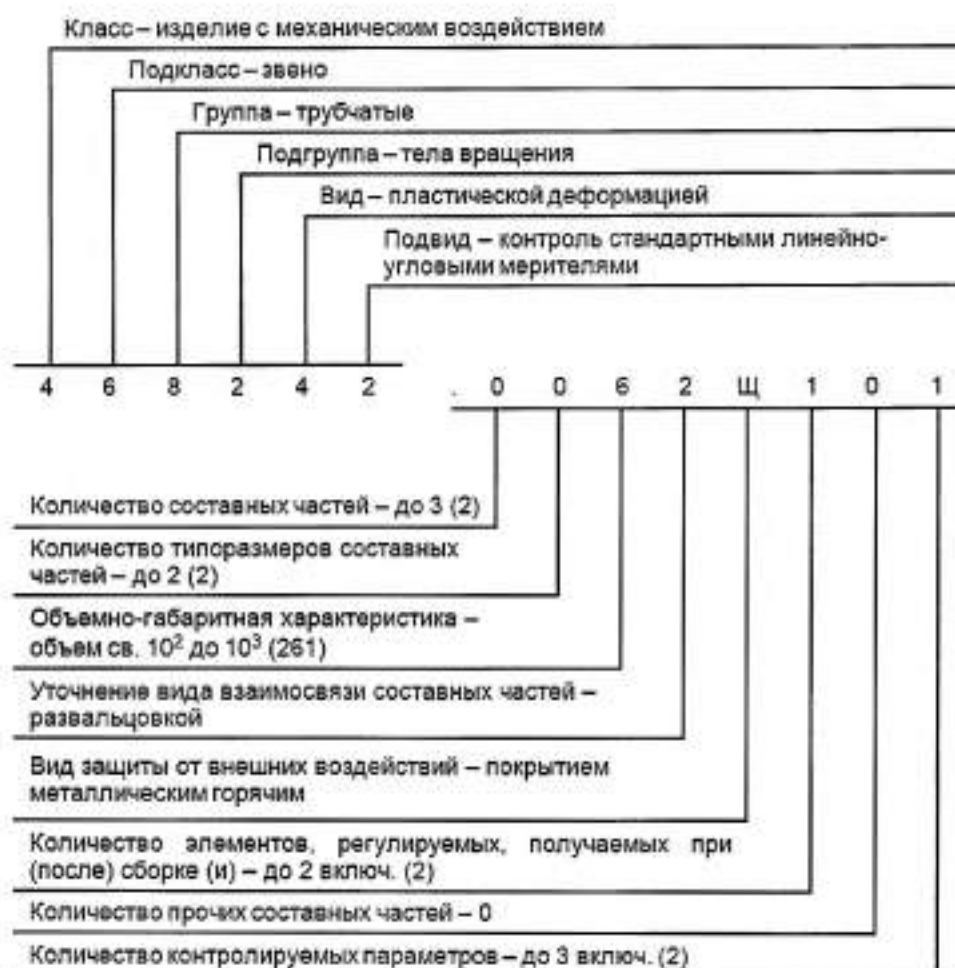 Класс – изделие с механическим воздействием
Подкласс – звено
Группа – трубчатые
Подгруппа – тела вращения
Вид – пластической деформацией
Подвид – контроль стандартными линейно-
угловыми мерителями
4 6 8 2 4 2
. 0 0 6 2 Щ 1 0 1
Количество составных частей – до 3 (2)
Количество типоразмеров составных
частей – до 2 (2)
Объемно-габаритная характеристика –
объем св. 10² до 10³ (261)
Уточнение вида взаимосвязи составных частей –
развальцовкой
Вид защиты от внешних воздействий – покрытием
металлическим горячим
Количество элементов, регулируемых, получаемых при
(после) сборке (и) – до 2 включ. (2)
Количество прочих составных частей – 0
Количество контролируемых параметров – до 3 включ. (2)